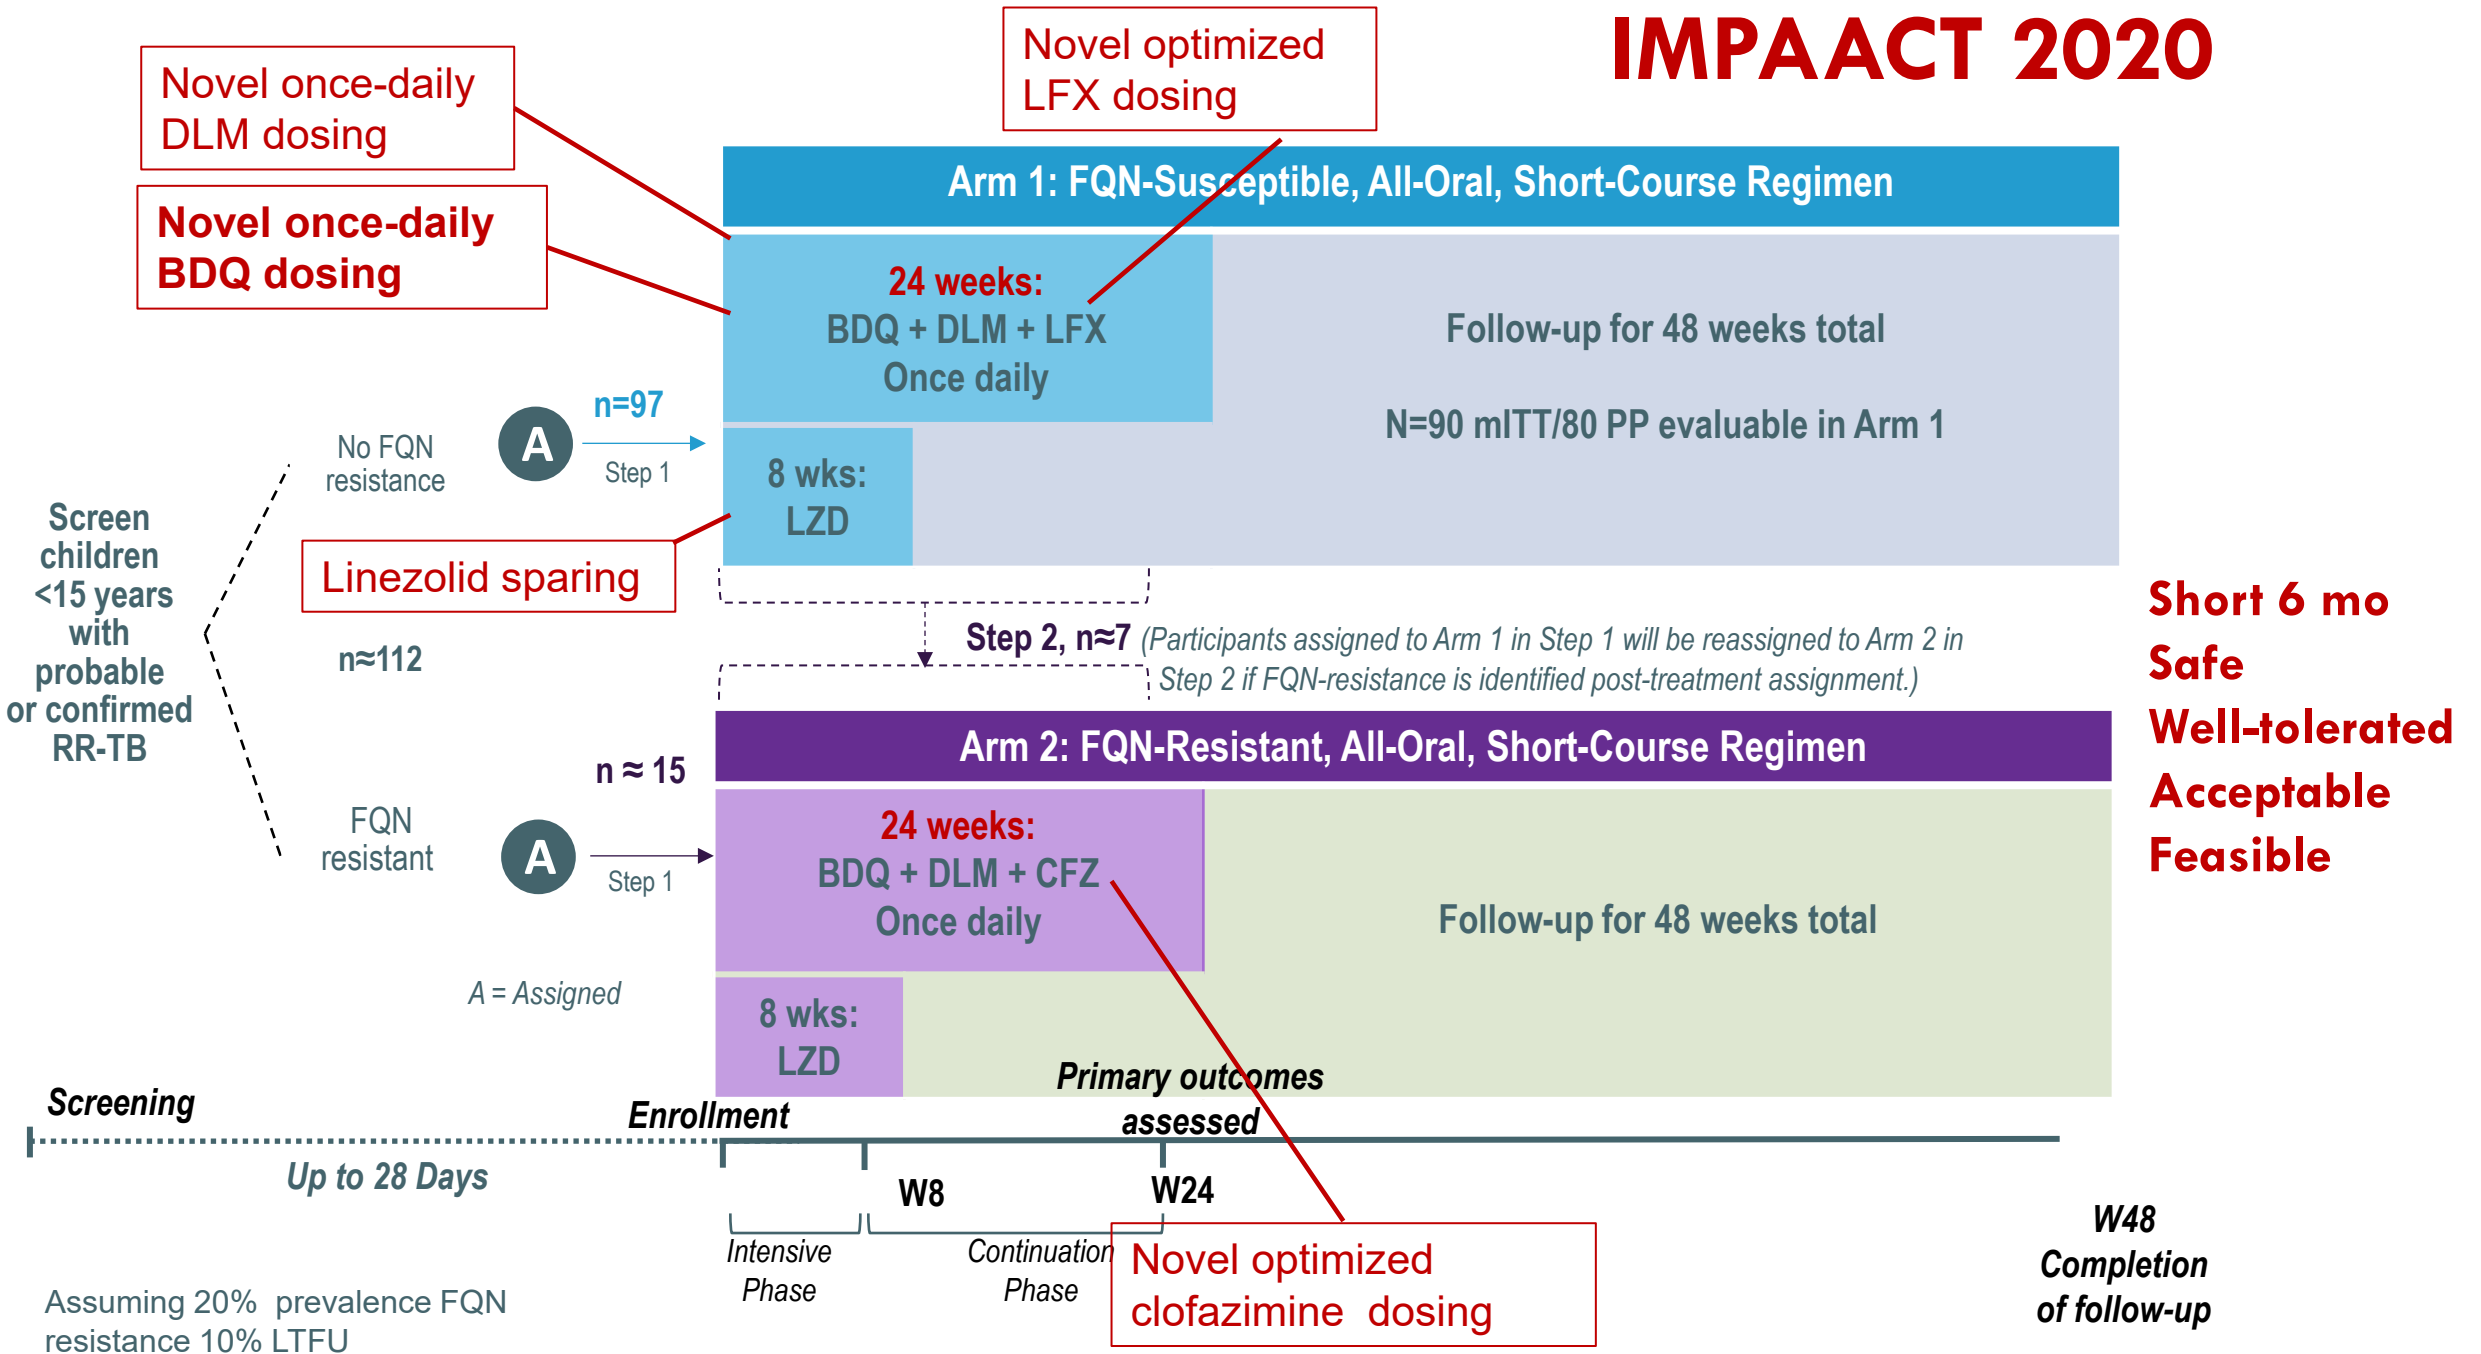 IMPAACT 2020
Novel once-daily
DLM dosing
Novel optimized
LFX dosing
Novel once-daily
BDQ dosing
Arm 1: FQN-Susceptible, All-Oral, Short-Course Regimen
24 weeks:
BDQ + DLM + LFX
Once daily
Follow-up for 48 weeks total
N=90 mITT/80 PP evaluable in Arm 1
8 wks:
LZD
No FQN
resistance
A
n=97
Step 1
Linezolid sparing
Screen
children
<15 years
with
probable
or confirmed
RR-TB
n≈112
Step 2, n≈7 (Participants assigned to Arm 1 in Step 1 will be reassigned to Arm 2 in
Step 2 if FQN-resistance is identified post-treatment assignment.)
Short 6 mo
Safe
Well-tolerated
Acceptable
Feasible
Arm 2: FQN-Resistant, All-Oral, Short-Course Regimen
FQN
resistant
A
n ≈ 15
Step 1
24 weeks:
BDQ + DLM + CFZ
Once daily
Follow-up for 48 weeks total
8 wks:
LZD
A = Assigned
Screening
Up to 28 Days
Enrollment
Primary outcomes
assessed
W8
W24
Intensive
Phase
Continuation
Phase
Novel optimized
clofazimine  dosing
W48
Completion
of follow-up
Assuming 20%  prevalence FQN
resistance 10% LTFU